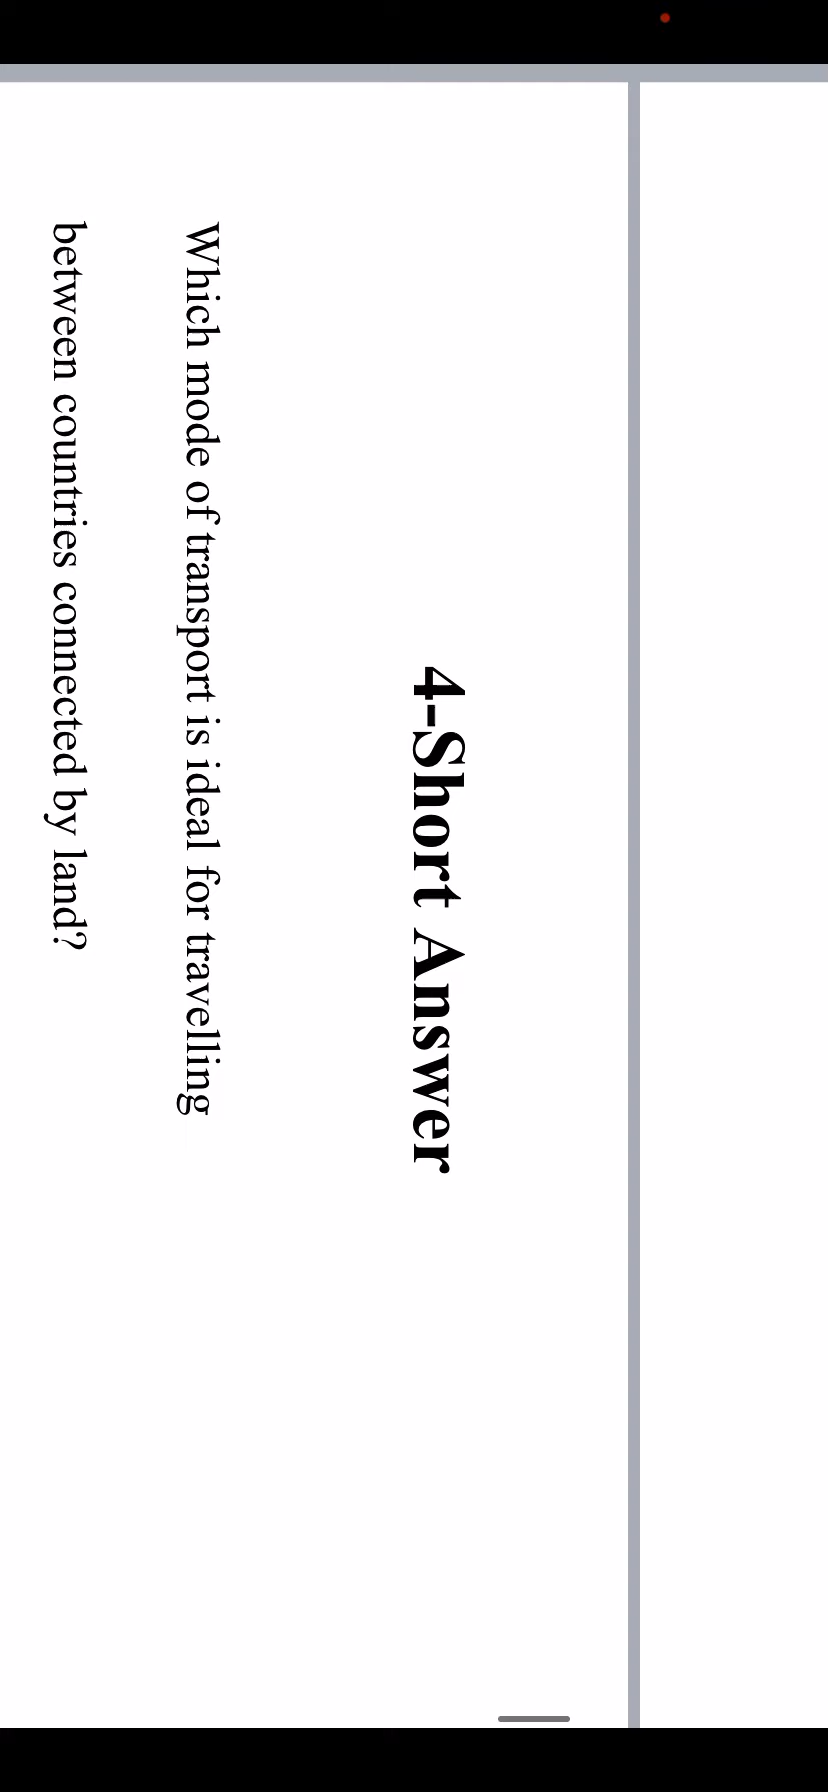 4-Short Answer
Which mode of transport is ideal for travelling
between countries connected by land?